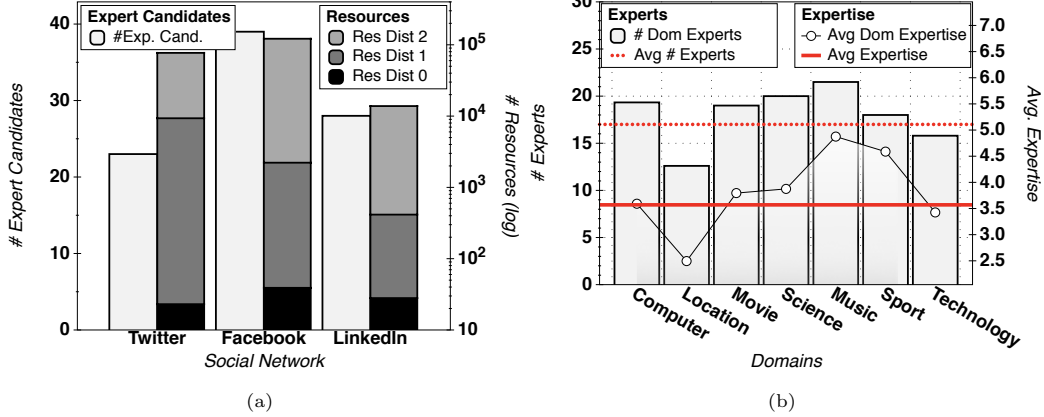 Expert Candidates
#Exp. Cand.
Resources
Res Dist 2
Res Dist 1
Res Dist 0
40
30
20
10
0
# Expert Candidates
10^5
10^4
10^3
10^2
10
# Resources (log)
Twitter
Facebook
LinkedIn
Social Network
(a)
Experts
# Dom Experts
Avg # Experts
Expertise
Avg Dom Expertise
Avg Expertise
30
25
20
15
10
5
0
# Experts
7.0
6.5
6.0
5.5
5.0
4.5
4.0
3.5
3.0
2.5
Avg. Expertise
Computer
Location
Movie
Science
Music
Sport
Technology
Domains
(b)